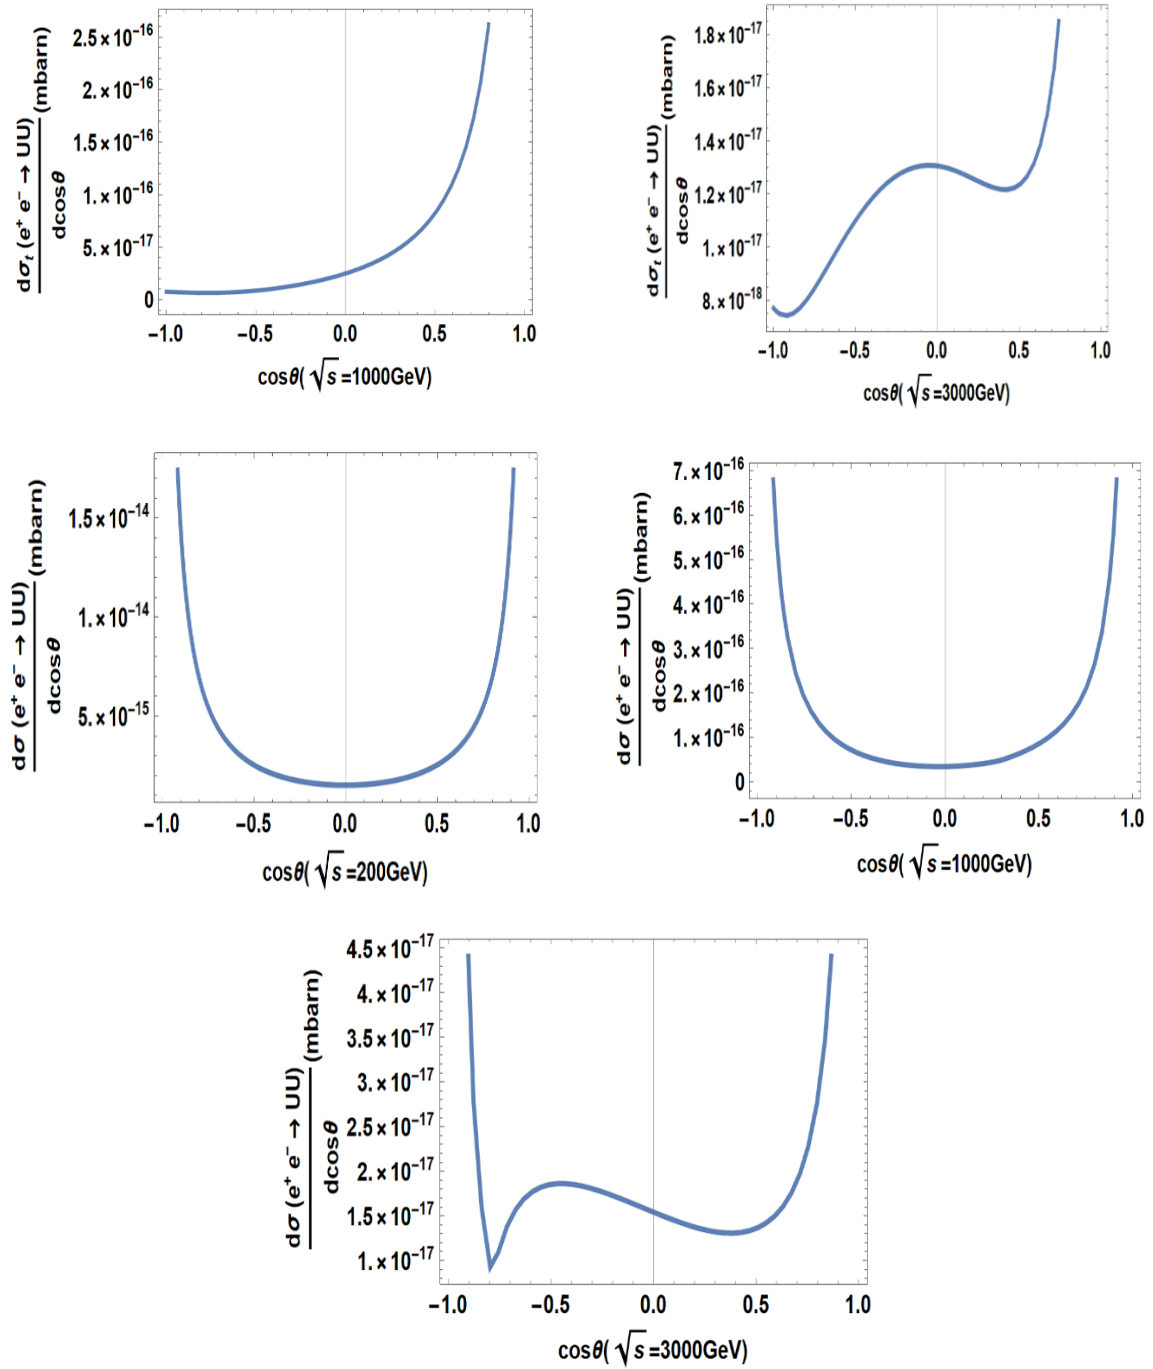 dσt (e+ e− → UU)
dcosθ
(mbarn)
2.5×10−16
2.×10−16
1.5×10−16
1.×10−16
5.×10−17
0
−1.0 −0.5 0.0 0.5 1.0
cosθ( √s =1000GeV)
dσt (e+ e− → UU)
dcosθ
(mbarn)
1.8×10−17
1.6×10−17
1.4×10−17
1.2×10−17
1.×10−17
8.×10−18
−1.0 −0.5 0.0 0.5 1.0
cosθ( √s =3000GeV)
dσ (e+ e− → UU)
dcosθ
(mbarn)
1.5×10−14
1.×10−14
5.×10−15
−1.0 −0.5 0.0 0.5 1.0
cosθ( √s =200GeV)
dσ (e+ e− → UU)
dcosθ
(mbarn)
7.×10−16
6.×10−16
5.×10−16
4.×10−16
3.×10−16
2.×10−16
1.×10−16
0
−1.0 −0.5 0.0 0.5 1.0
cosθ( √s =1000GeV)
dσ (e+ e− → UU)
dcosθ
(mbarn)
4.5×10−17
4.×10−17
3.5×10−17
3.×10−17
2.5×10−17
2.×10−17
1.5×10−17
1.×10−17
−1.0 −0.5 0.0 0.5 1.0
cosθ( √s =3000GeV)